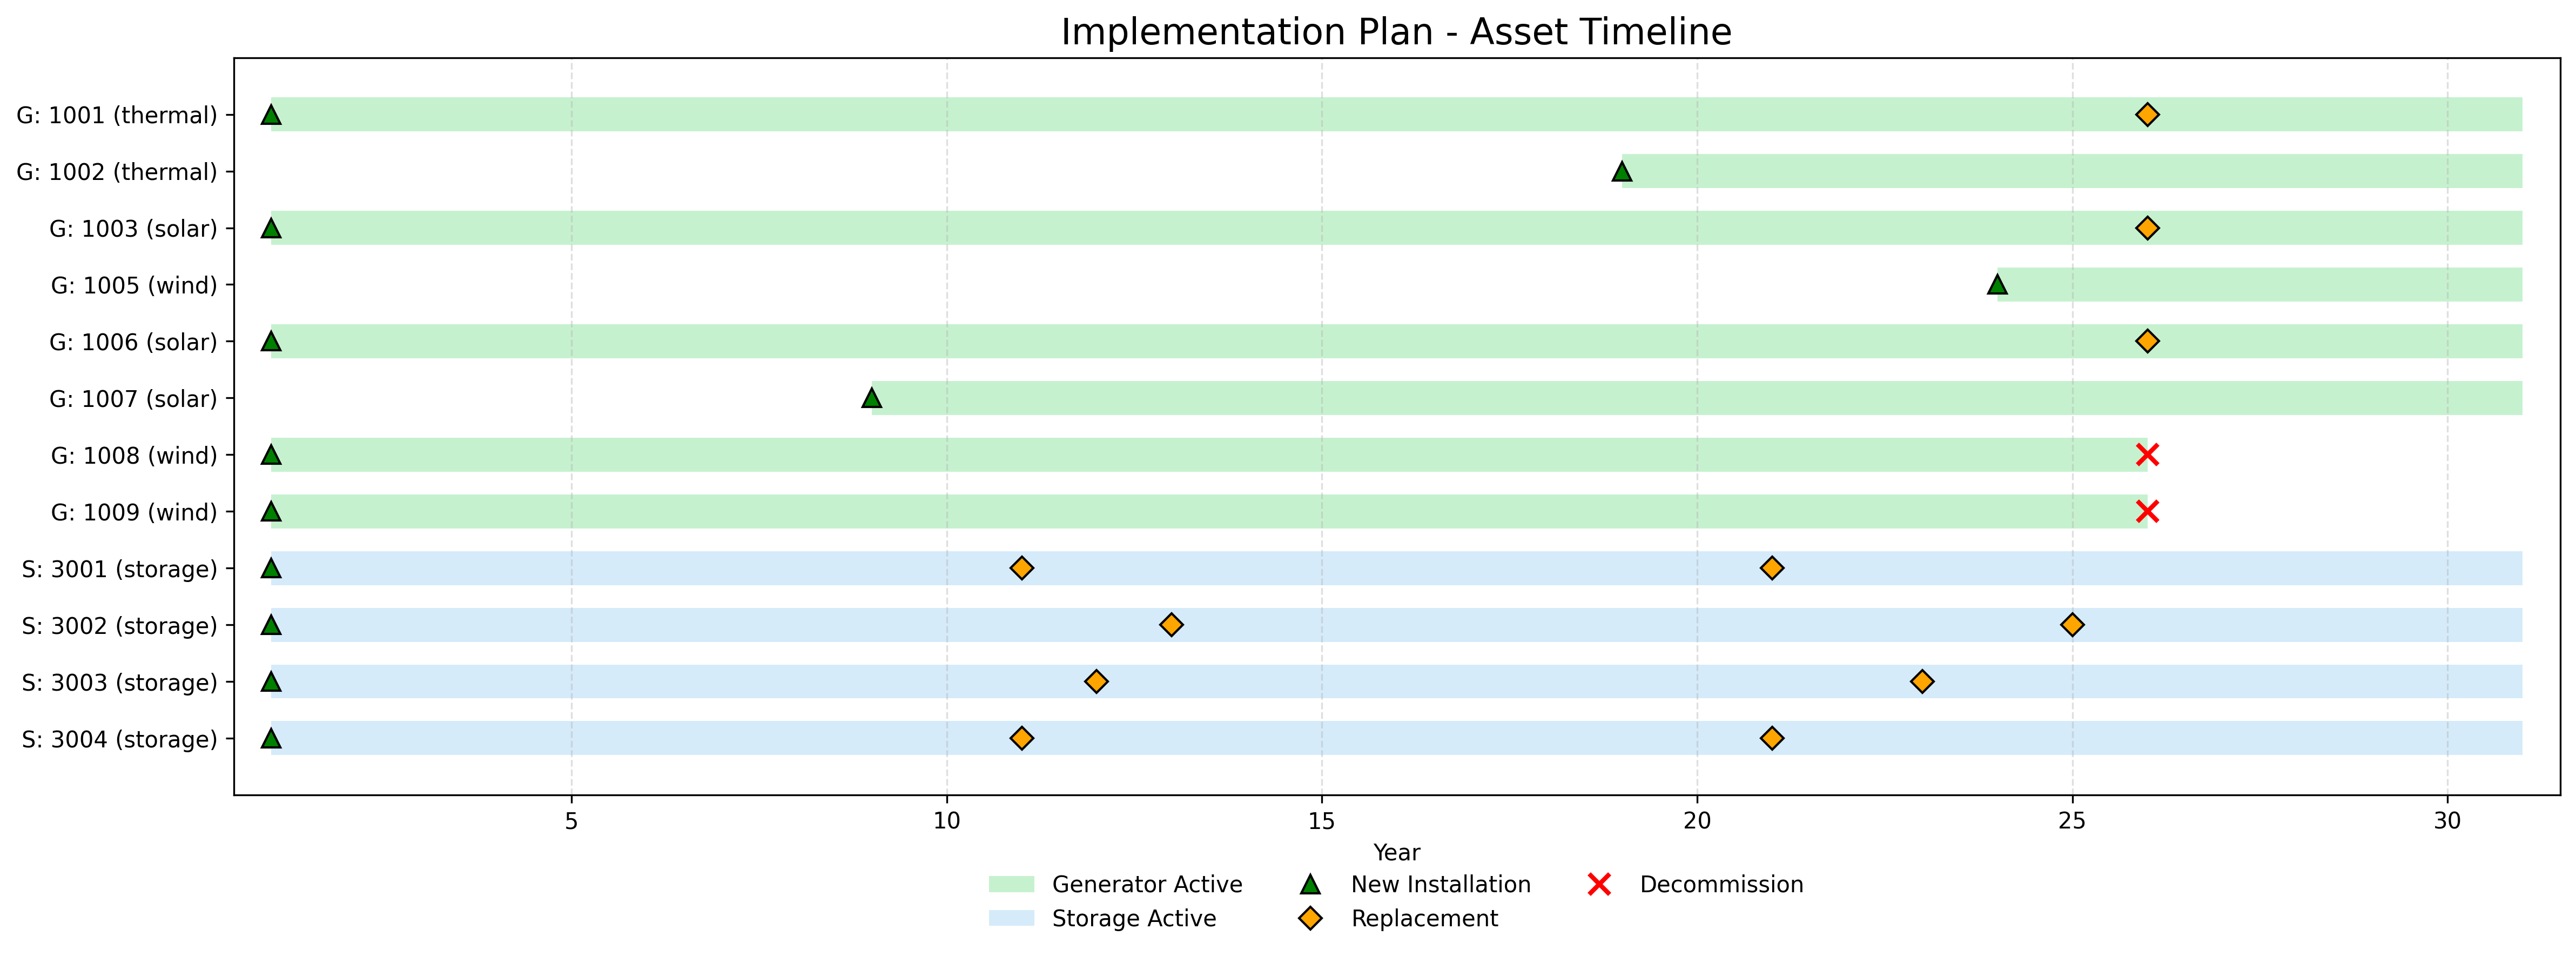 Implementation Plan - Asset Timeline
G: 1001 (thermal)
G: 1002 (thermal)
G: 1003 (solar)
G: 1005 (wind)
G: 1006 (solar)
G: 1007 (solar)
G: 1008 (wind)
G: 1009 (wind)
S: 3001 (storage)
S: 3002 (storage)
S: 3003 (storage)
S: 3004 (storage)
5 10 15 20 25 30
Year
Generator Active New Installation Decommission
Storage Active Replacement